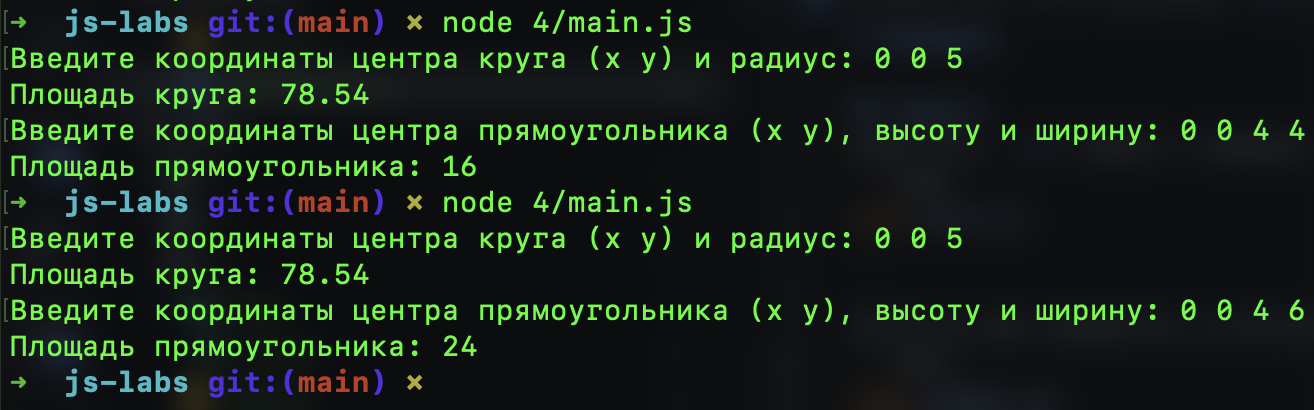 ➜ js-labs git:(main) × node 4/main.js
Введите координаты центра круга (x y) и радиус: 0 0 5
Площадь круга: 78.54
Введите координаты центра прямоугольника (x y), высоту и ширину: 0 0 4 4
Площадь прямоугольника: 16
➜ js-labs git:(main) × node 4/main.js
Введите координаты центра круга (x y) и радиус: 0 0 5
Площадь круга: 78.54
Введите координаты центра прямоугольника (x y), высоту и ширину: 0 0 4 6
Площадь прямоугольника: 24
➜ js-labs git:(main) ×